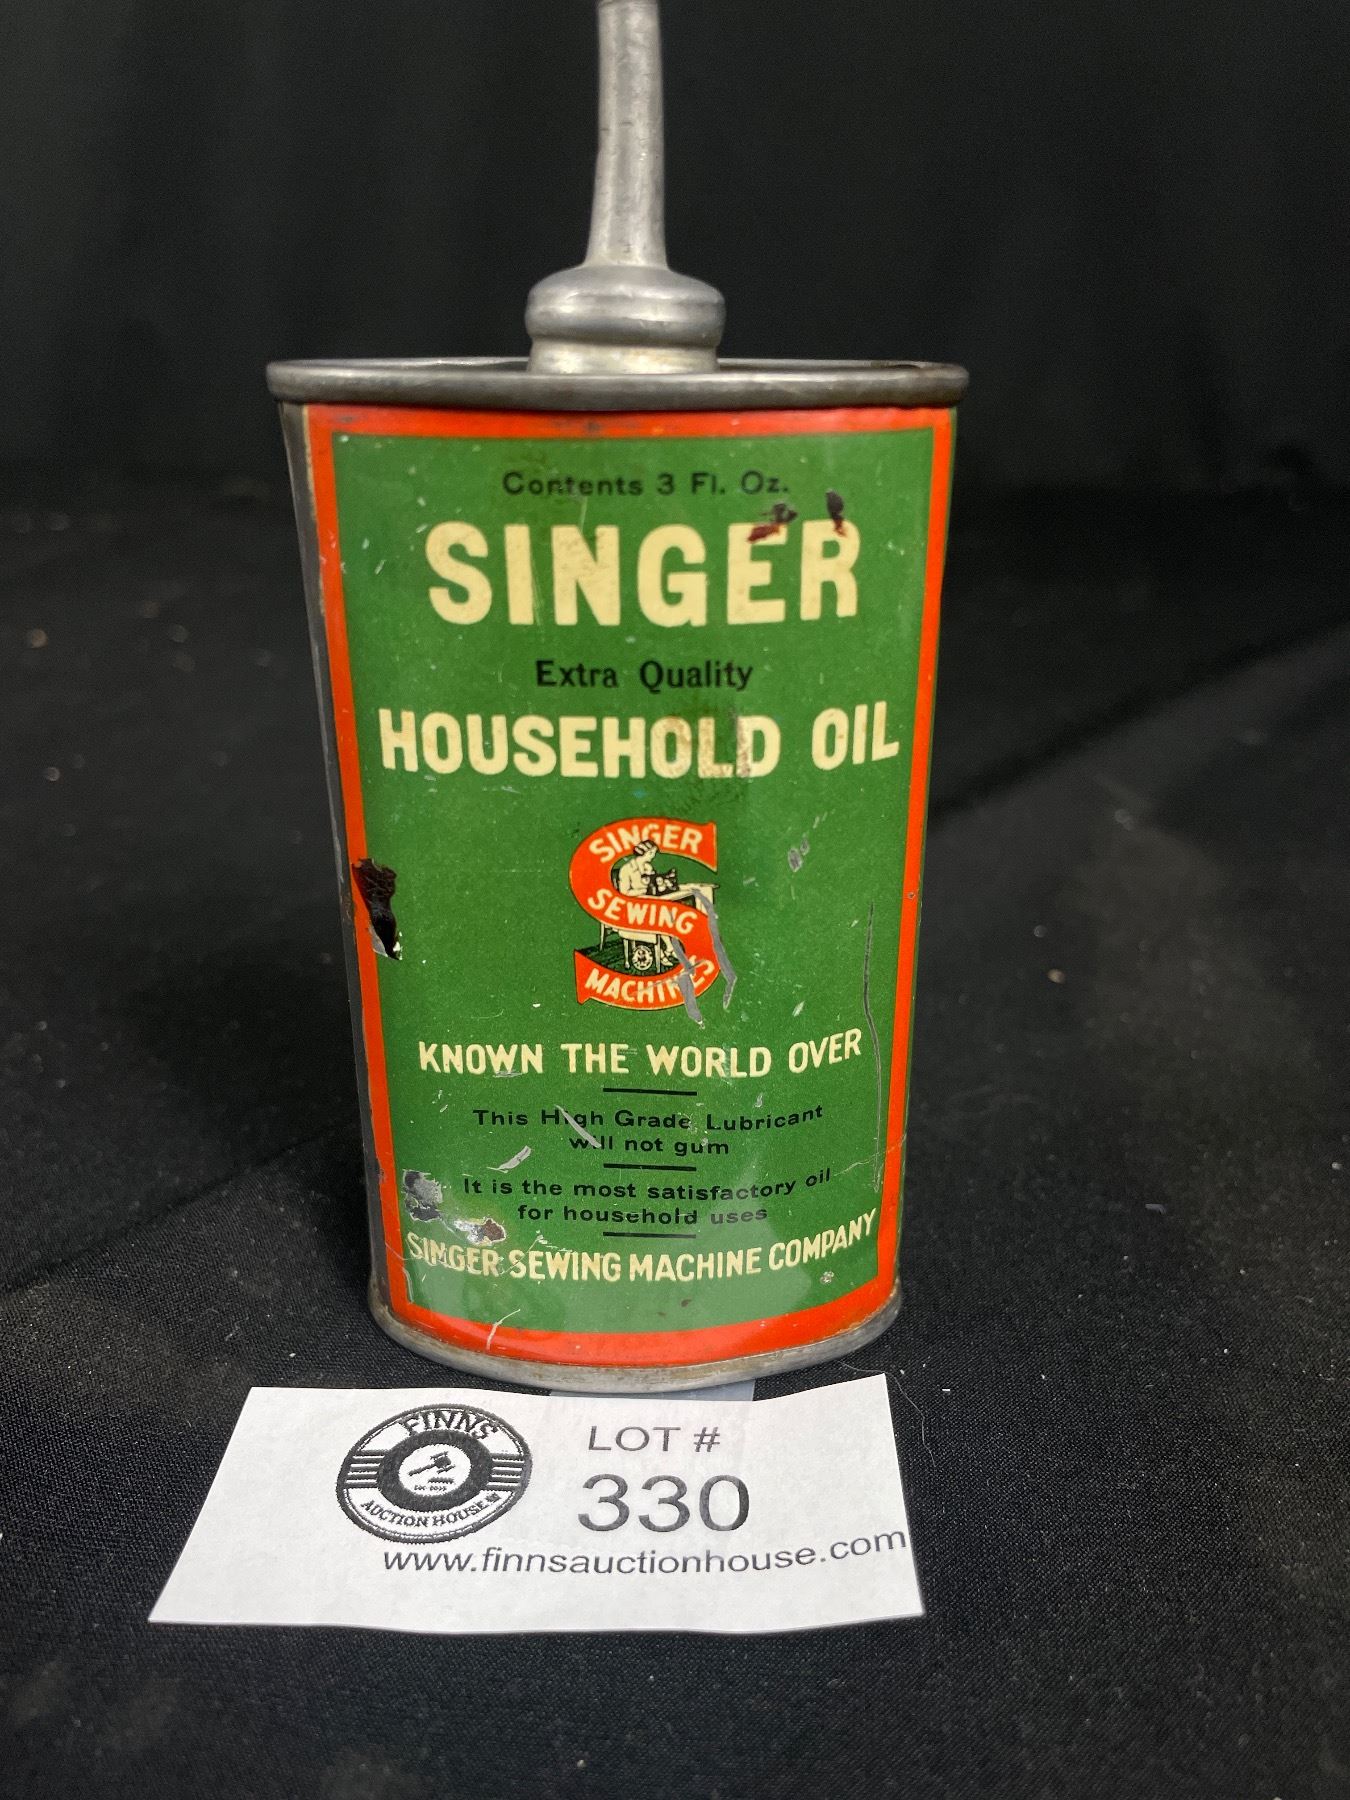 Contents 3 Fl. Oz.
SINGER
Extra Quality
HOUSEHOLD OIL
SINGER
SEWING
MACHINE
KNOWN THE WORLD OVER
This High Grade Lubricant
will not gum
It is the most satisfactory oil
for household uses
SINGER SEWING MACHINE COMPANY
FINNS
AUCTION HOUSE
LOT #
330
www.finnsauctionhouse.com